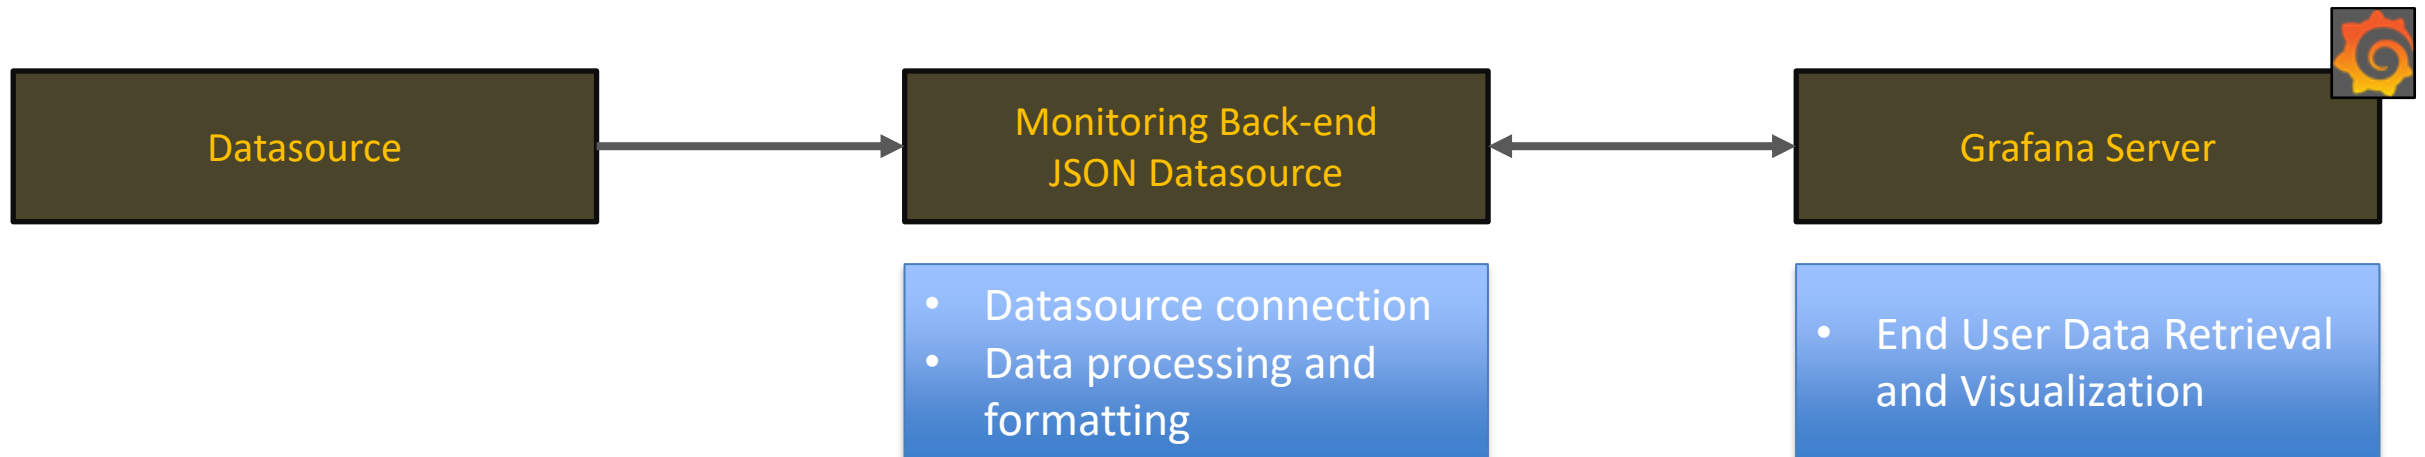 Datasource
Monitoring Back-end
JSON Datasource
Grafana Server
• Datasource connection
• Data processing and
formatting
• End User Data Retrieval
and Visualization